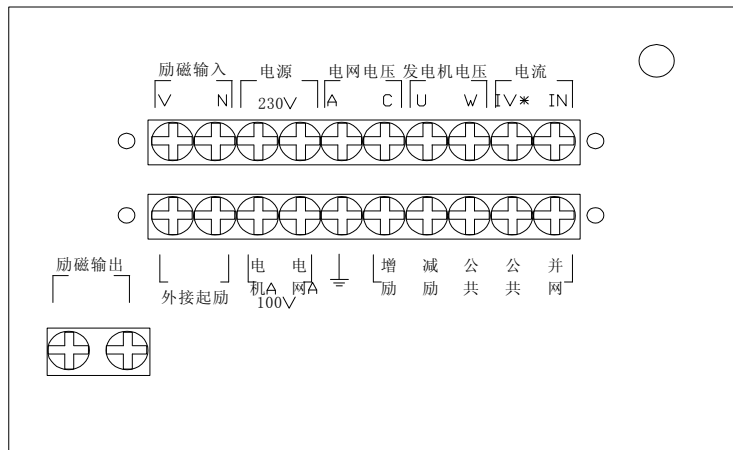 励磁输入 电源 电网电压 发电机电压 电流
V N 230V A C U W IV* IN
励磁输出
外接起励
电机A 电网A
100V
增励 减励 公共 公共 并网